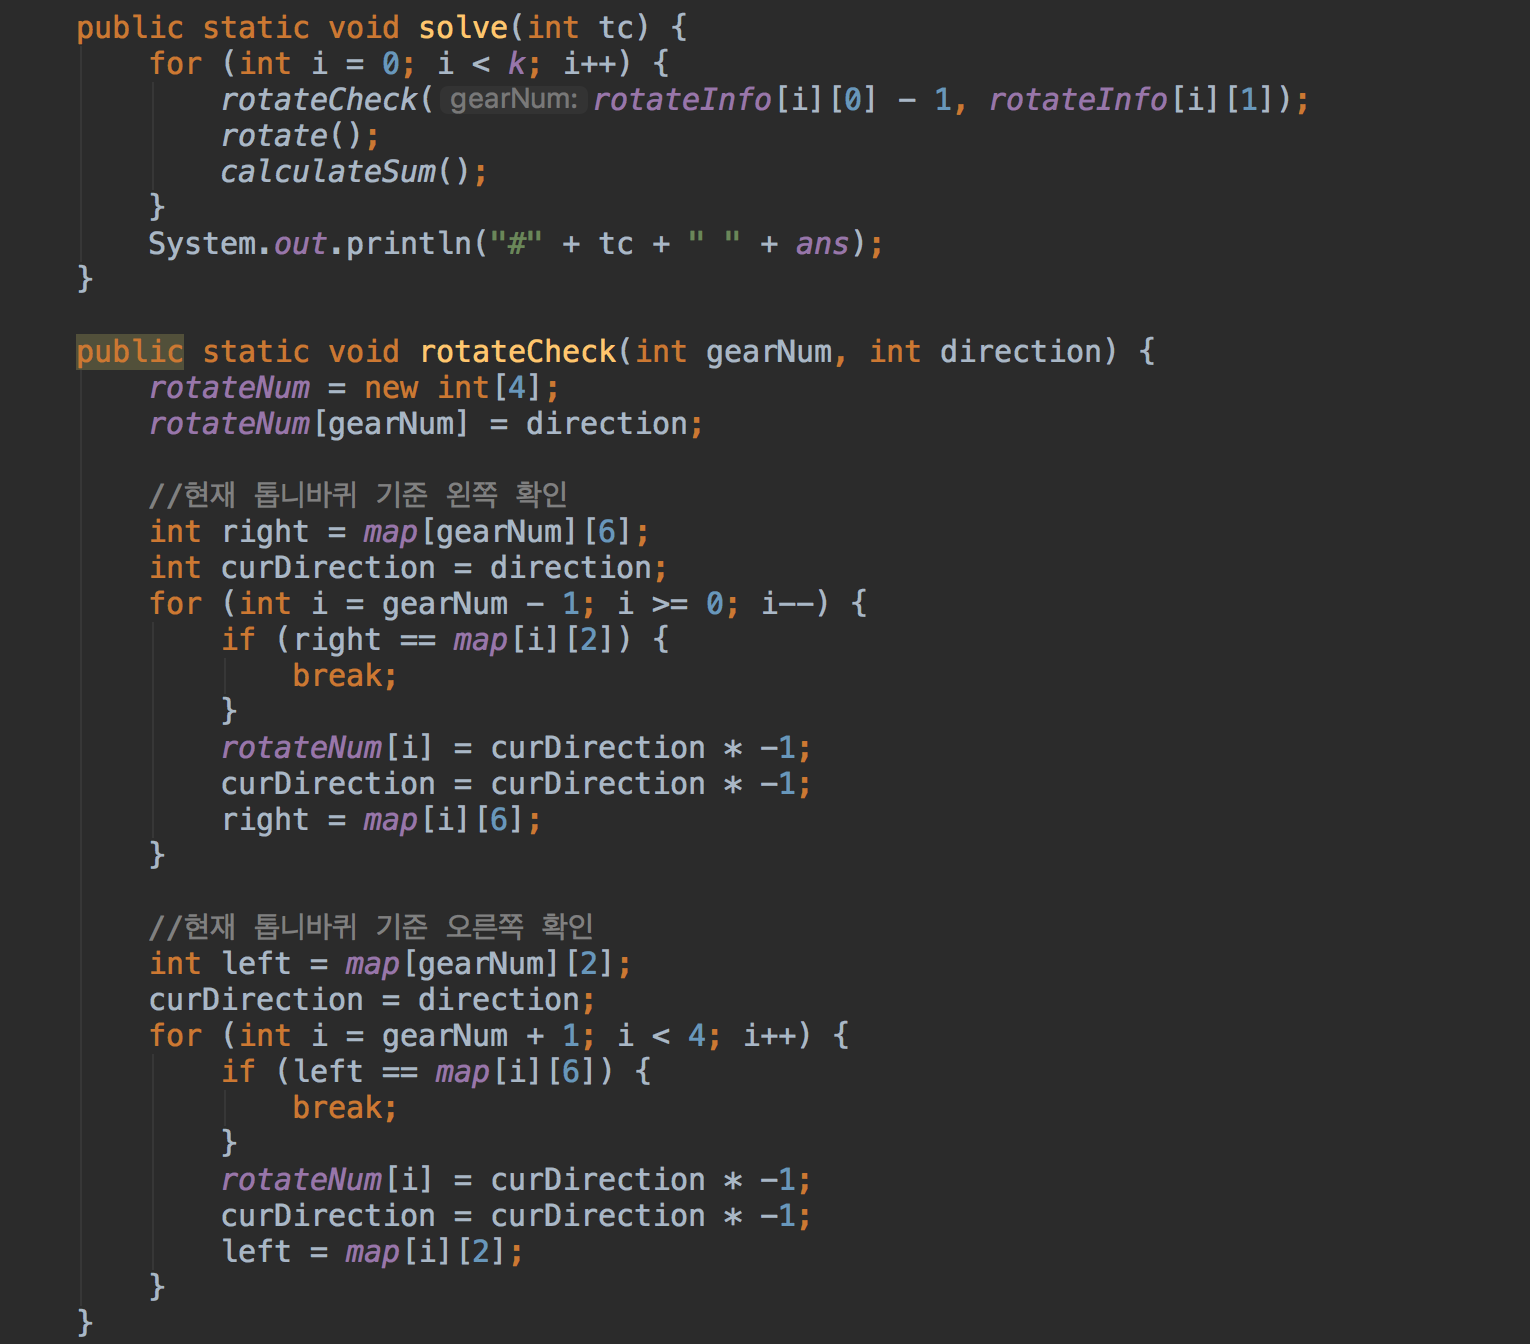 public static void solve(int tc) {
for (int i = 0; i < k; i++) {
rotateCheck( gearNum: rotateInfo[i][0] - 1, rotateInfo[i][1]);
rotate();
calculateSum();
}
System.out.println("#" + tc + " " + ans);
}
public static void rotateCheck(int gearNum, int direction) {
rotateNum = new int[4];
rotateNum[gearNum] = direction;
//현재 톱니바퀴 기준 왼쪽 확인
int right = map[gearNum][6];
int curDirection = direction;
for (int i = gearNum - 1; i >= 0; i--) {
if (right == map[i][2]) {
break;
}
rotateNum[i] = curDirection * -1;
curDirection = curDirection * -1;
right = map[i][6];
}
//현재 톱니바퀴 기준 오른쪽 확인
int left = map[gearNum][2];
curDirection = direction;
for (int i = gearNum + 1; i < 4; i++) {
if (left == map[i][6]) {
break;
}
rotateNum[i] = curDirection * -1;
curDirection = curDirection * -1;
left = map[i][2];
}
}